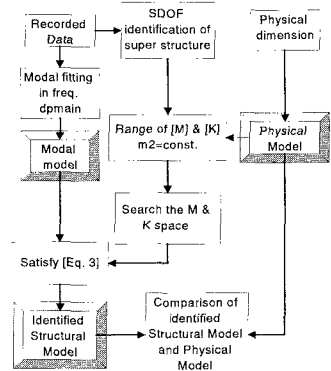 Recorded
Data
SDOF
identification of
super structure
Physical
dimension
Modal fitting
in freq.
dpmain
Modal
model
Range of [M] & [K]
m2=const.
Physical
Model
Search the M &
K space
Satisfy [Eq. 3]
Identified
Structural
Model
Comparison of
identified
Structural Model
and Physical
Model